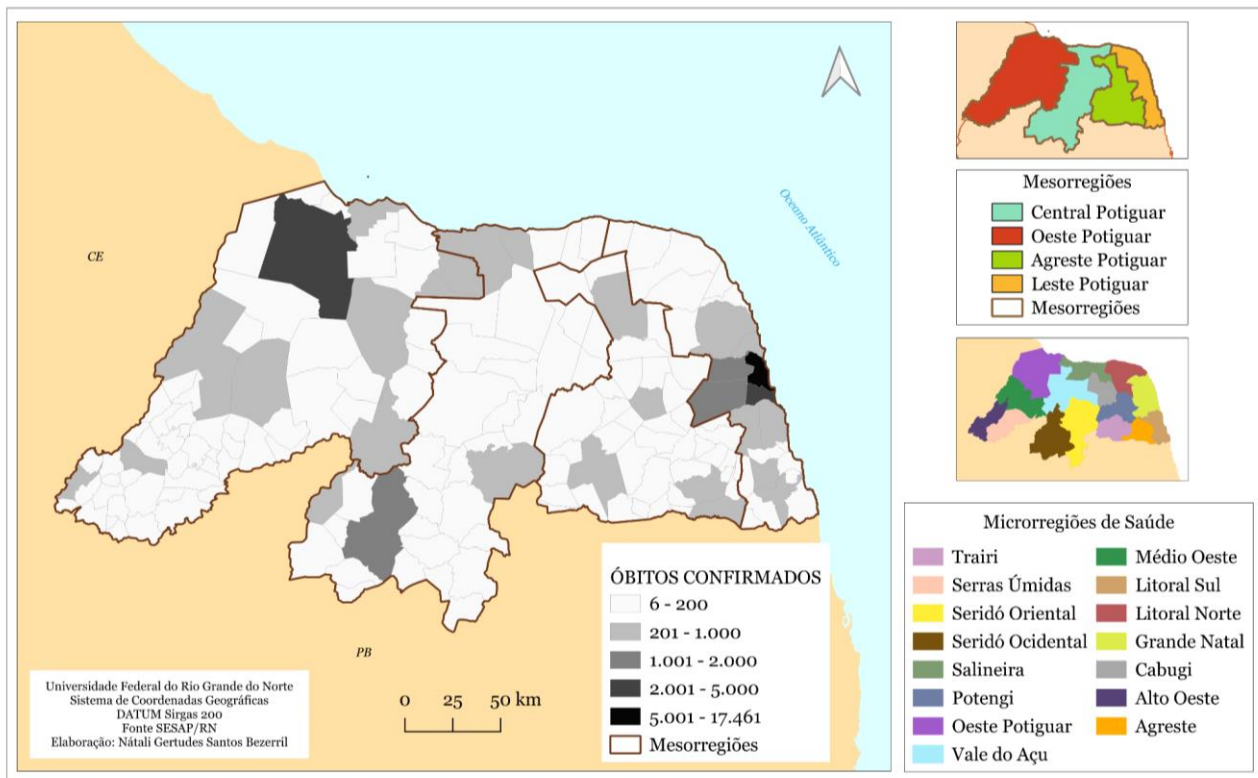 CE
Oceano Atlântico
PB
ÓBITOS CONFIRMADOS
6 - 200
201 - 1.000
1.001 - 2.000
2.001 - 5.000
5.001 - 17.461
Mesorregiões
0 25 50 km
Universidade Federal do Rio Grande do Norte
Sistema de Coordenadas Geográficas
DATUM Sirgas 200
Fonte SESAP/RN
Elaboração: Nátali Gertudes Santos Bezerril
Mesorregiões
Central Potiguar
Oeste Potiguar
Agreste Potiguar
Leste Potiguar
Mesorregiões
Microrregiões de Saúde
Trairi
Serras Úmidas
Seridó Oriental
Seridó Ocidental
Salineira
Potengi
Oeste Potiguar
Vale do Açu
Médio Oeste
Litoral Sul
Litoral Norte
Grande Natal
Cabugi
Alto Oeste
Agreste